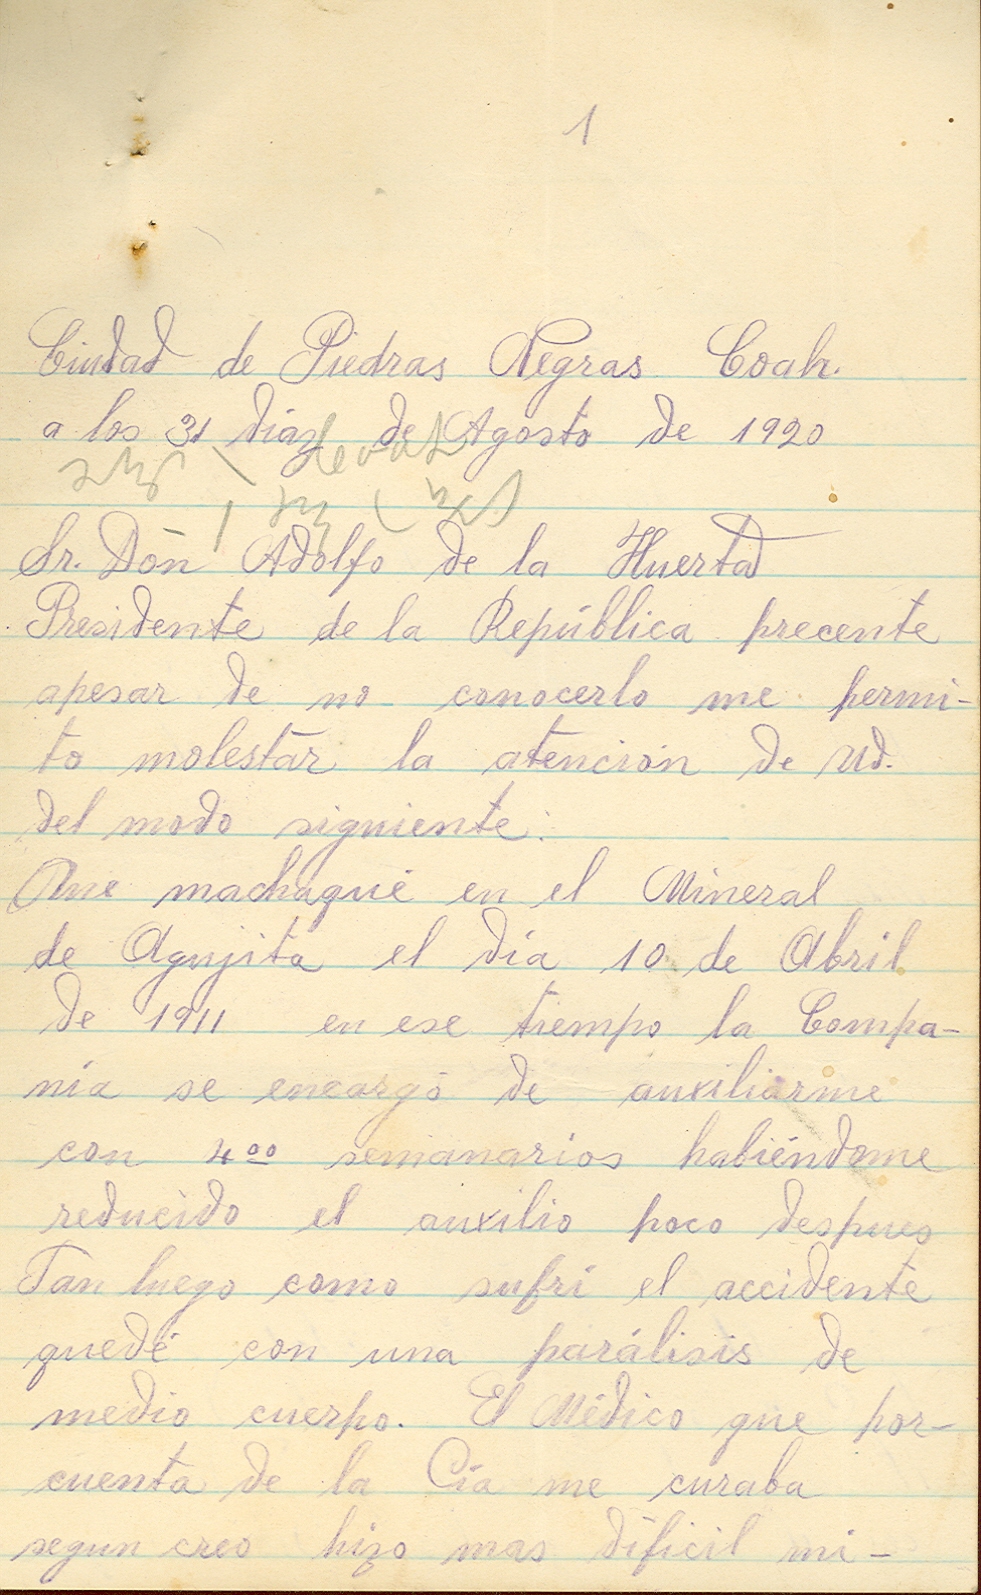 1
Ciudad de Piedras Negras Coah.
a los 31 días de Agosto de 1920
Sr. Don Adolfo de la Huerta
Presidente de la República precente
apesar de no conocerlo me permi-
to molestar la atención de Ud.
del modo siguiente:
Que machuqué en el Mineral
de Agujita el día 10 de Abril
de 1911 en ese tiempo la Compa-
nía se encargó de auxiliarme
con 400 semanarios habiéndome
reducido el auxilio poco despues
Tan luego como sufrí el accidente
quedé con una parálisis de
medio cuerpo. El Médico que por-
cuenta de la Cía me curaba
segun creo hizo mas dificil mi-